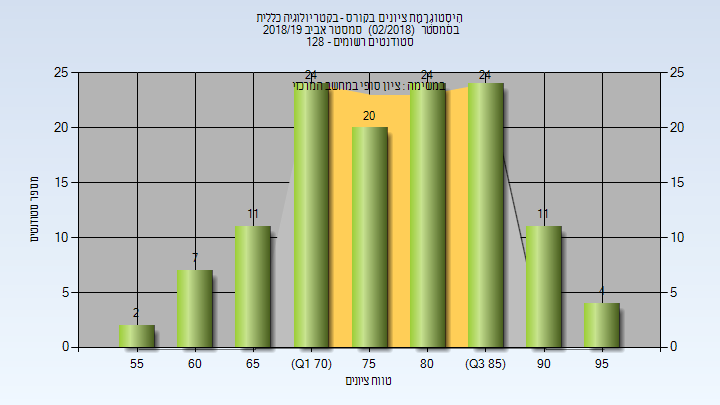 היסטוגרמת ציונים בקורס - בקטריולוגיה כללית
בסמסטר (02/2018) סמסטר אביב 2018/19
סטודנטים רשומים - 128
במשימה : ציון סופי במחשב המרכזי
25 25
20 20
15 15
10 10
5 5
0 0
2 7 11 24 20 24 24 11 4
מספר סטודנטים
55 60 65 (Q1 70) 75 80 (Q3 85) 90 95
טווח ציונים